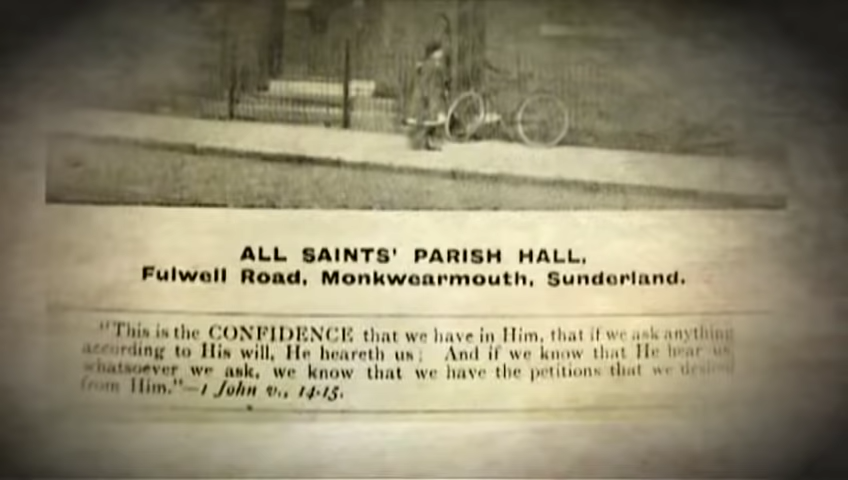 ALL SAINTS' PARISH HALL,
Fulwell Road, Monkwearmouth, Sunderland.
"This is the CONFIDENCE that we have in Him, that if we ask anything
according to His will, He heareth us; And if we know that He hear us,
whatsoever we ask, we know that we have the petitions that we desired
from Him."—1 John v., 14-15.